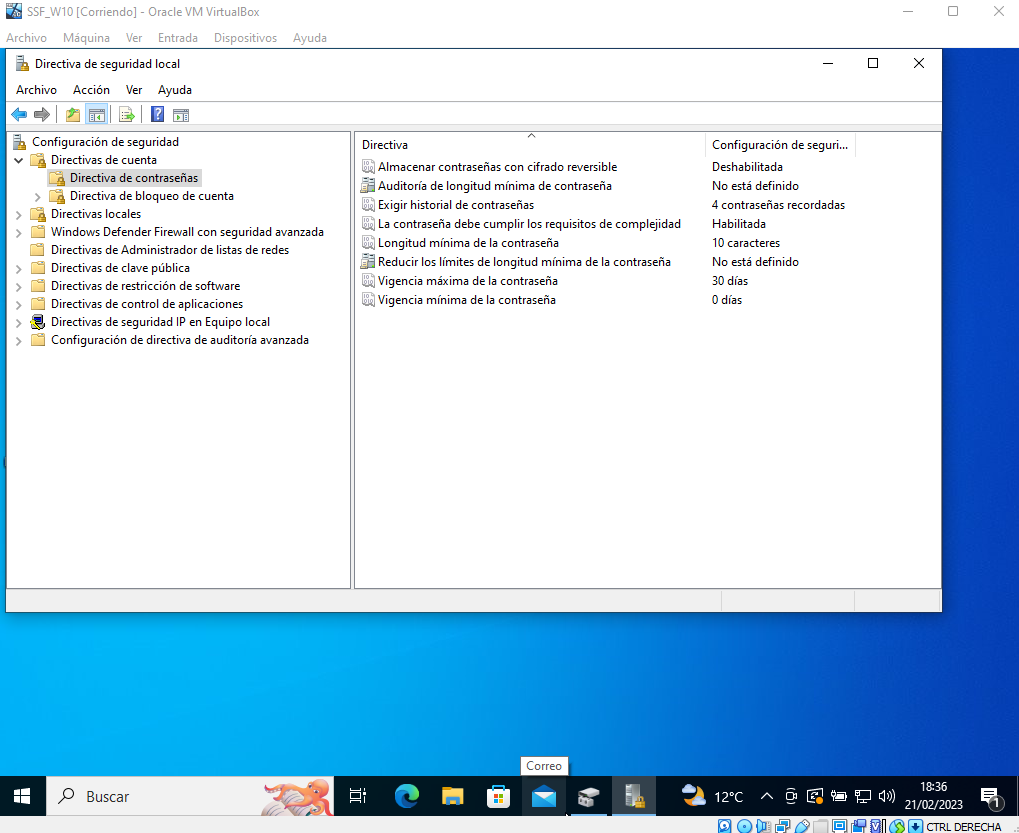 SSF_W10 [Corriendo] - Oracle VM VirtualBox
Archivo Máquina Ver Entrada Dispositivos Ayuda
Directiva de seguridad local
Archivo Acción Ver Ayuda
Configuración de seguridad
Directivas de cuenta
Directiva de contraseñas
Directiva de bloqueo de cuenta
Directivas locales
Windows Defender Firewall con seguridad avanzada
Directivas de Administrador de listas de redes
Directivas de clave pública
Directivas de restricción de software
Directivas de control de aplicaciones
Directivas de seguridad IP en Equipo local
Configuración de directiva de auditoría avanzada
Directiva Configuración de seguri...
Almacenar contraseñas con cifrado reversible Deshabilitada
Auditoría de longitud mínima de contraseña No está definido
Exigir historial de contraseñas 4 contraseñas recordadas
La contraseña debe cumplir los requisitos de complejidad Habilitada
Longitud mínima de la contraseña 10 caracteres
Reducir los límites de longitud mínima de la contraseña No está definido
Vigencia máxima de la contraseña 30 días
Vigencia mínima de la contraseña 0 días
Correo
Buscar
12°C
18:36
21/02/2023
1
CTRL DERECHA